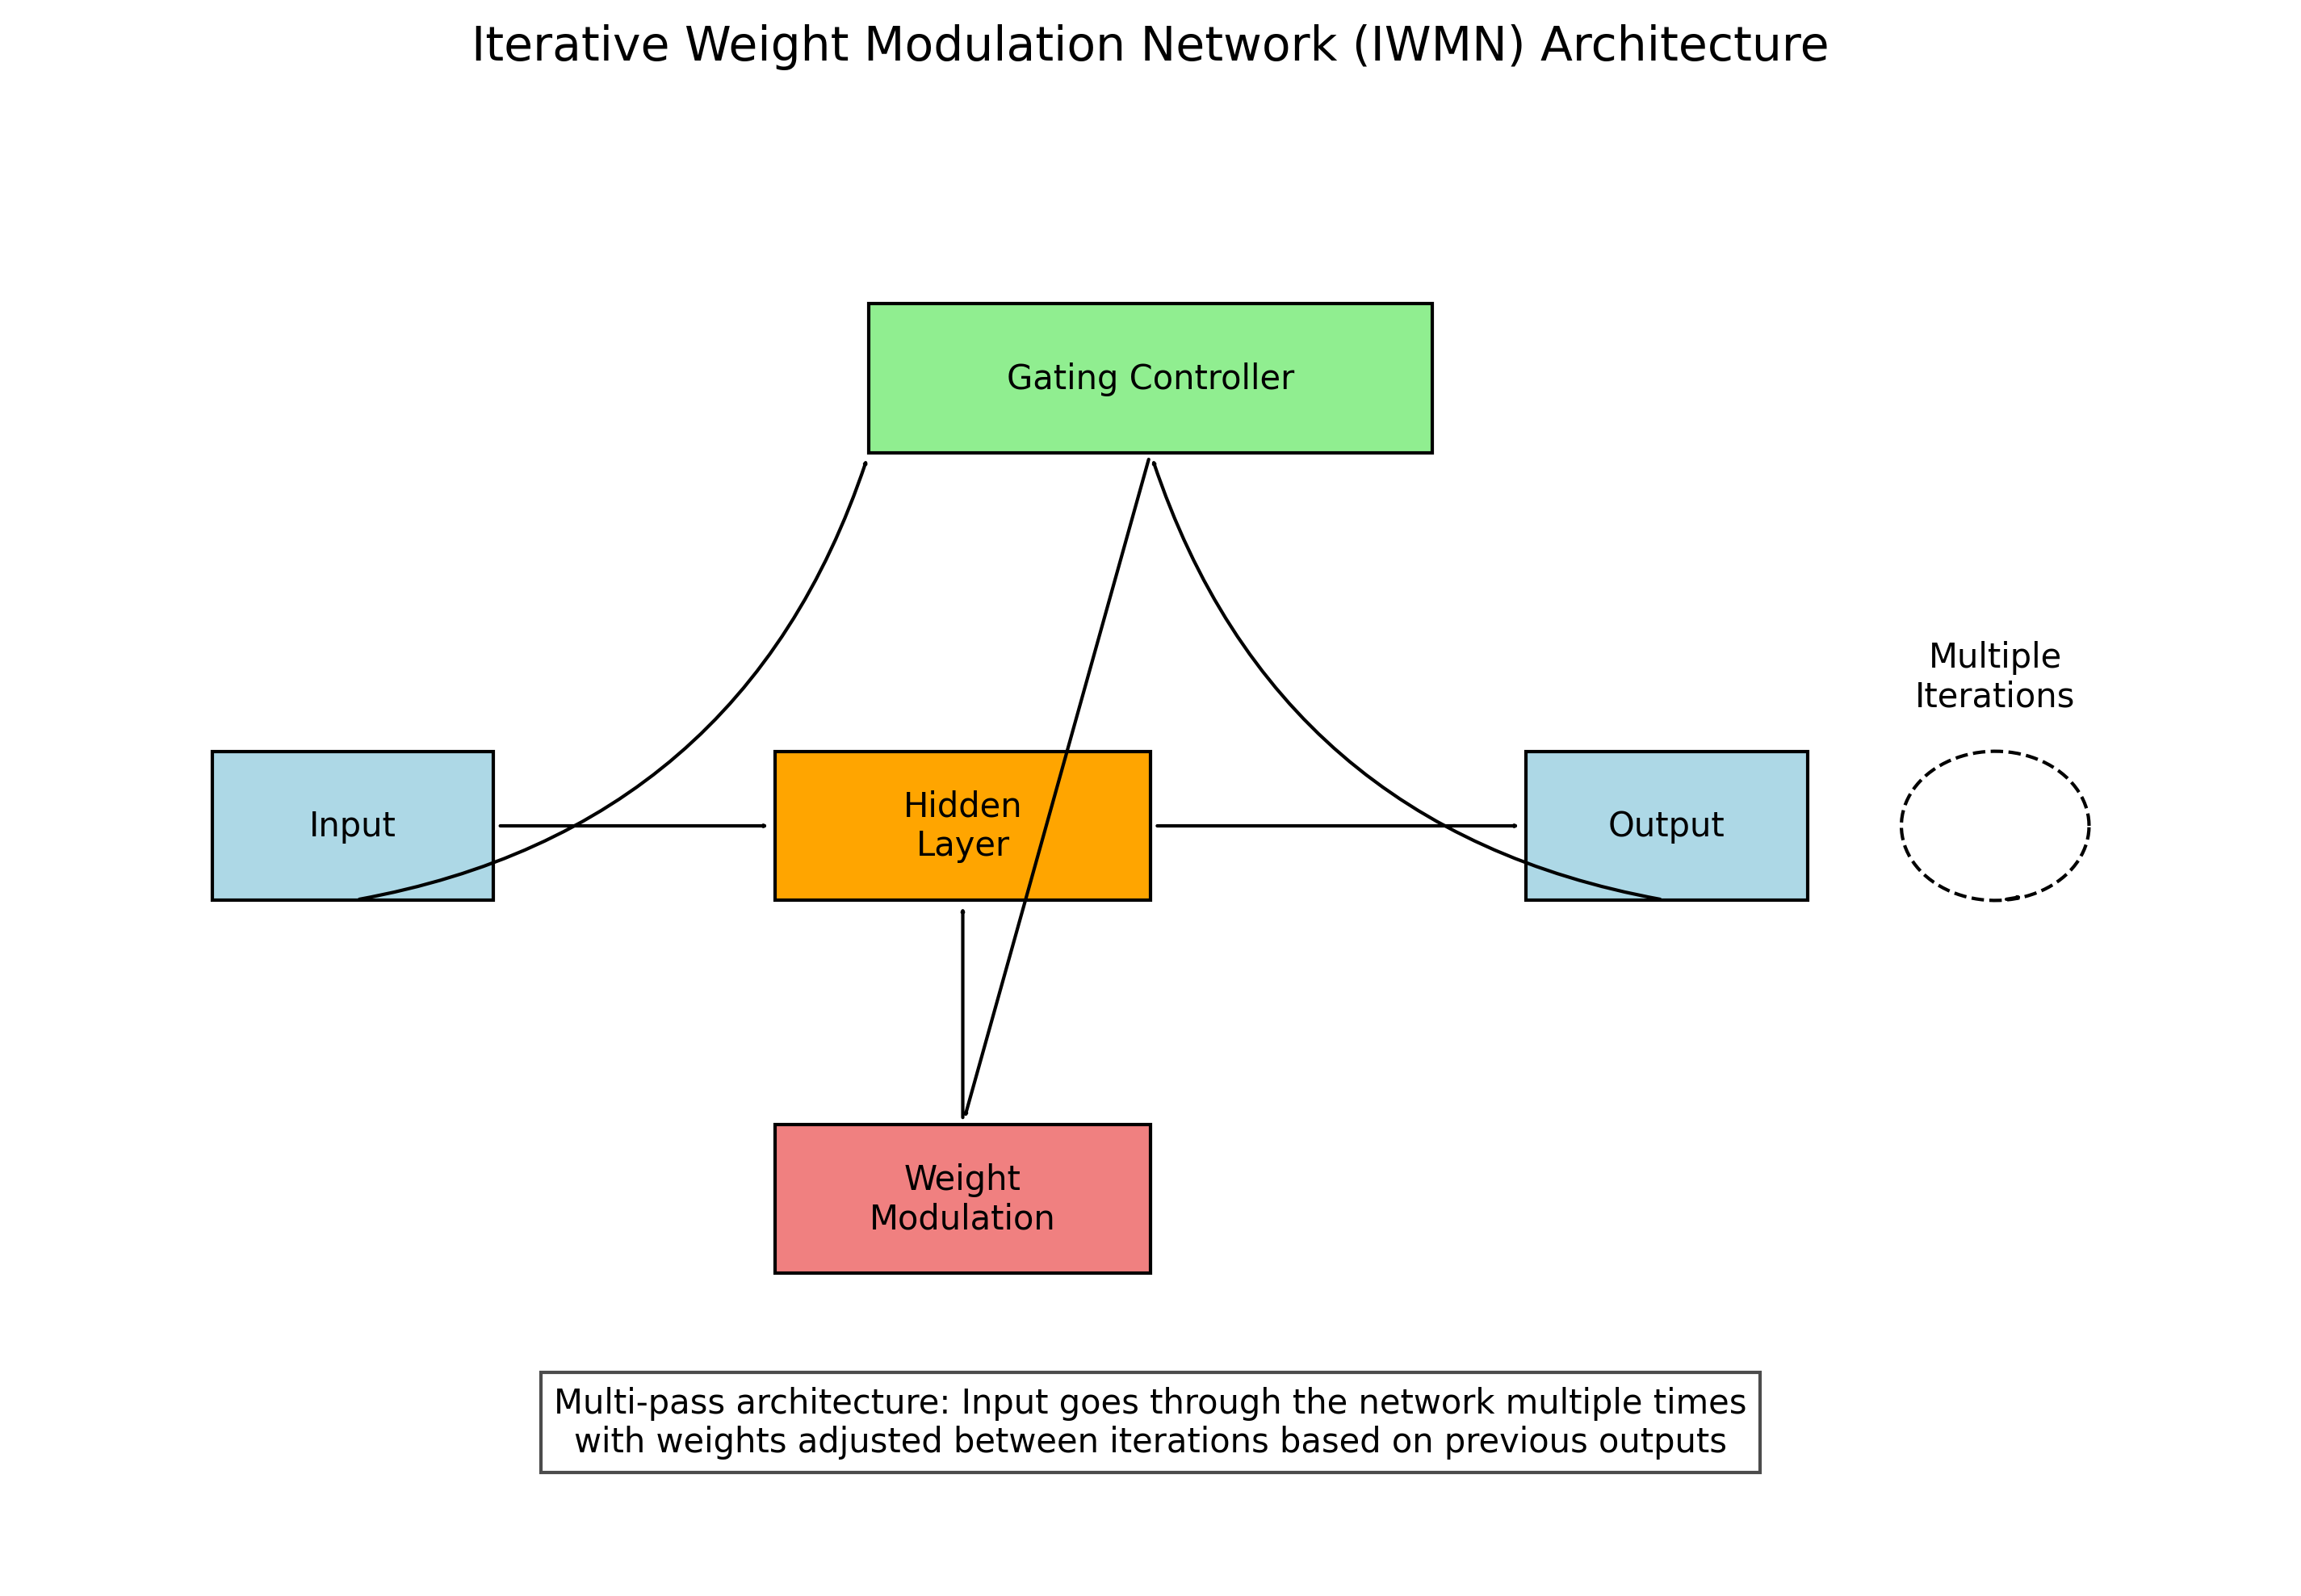 Iterative Weight Modulation Network (IWMN) Architecture
Gating Controller
Multiple
Iterations
Input
Hidden
Layer
Output
Weight
Modulation
Multi-pass architecture: Input goes through the network multiple times
with weights adjusted between iterations based on previous outputs